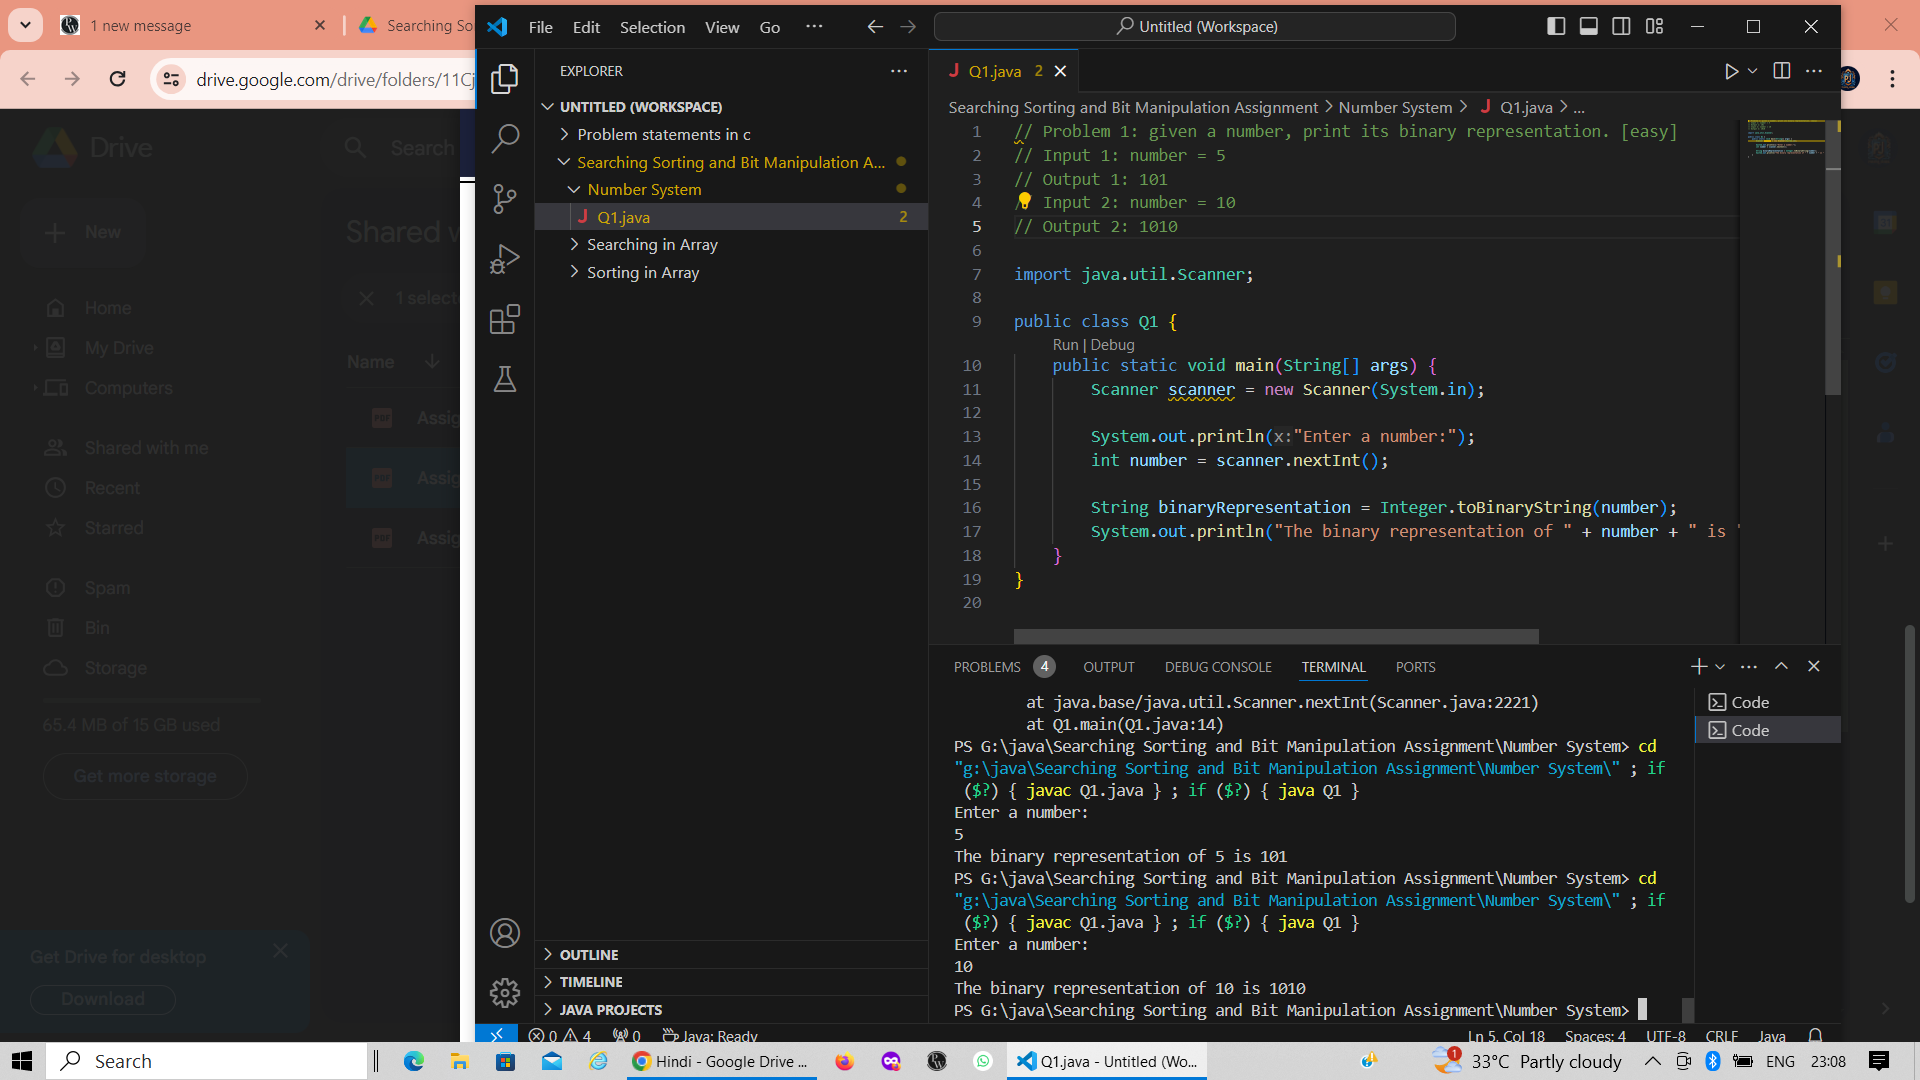 1 new message
Searching So
drive.google.com/drive/folders/11Cj
Drive
Search
New
Shared w
1 selecte
Home
My Drive
Computers
Name
Shared with me
Recent
Starred
Spam
Bin
Storage
65.4 MB of 15 GB used
Get more storage
PDF Assig
PDF Assig
PDF Assig
Get Drive for desktop
Download
File Edit Selection View Go ···
Untitled (Workspace)
EXPLORER
UNTITLED (WORKSPACE)
Problem statements in c
Searching Sorting and Bit Manipulation A...
Number System
J Q1.java 2
Searching in Array
Sorting in Array
OUTLINE
TIMELINE
JAVA PROJECTS
J Q1.java 2
Searching Sorting and Bit Manipulation Assignment > Number System > J Q1.java > ...
1 // Problem 1: given a number, print its binary representation. [easy]
2 // Input 1: number = 5
3 // Output 1: 101
4 // Input 2: number = 10
5 // Output 2: 1010
6
7 import java.util.Scanner;
8
9 public class Q1 {
Run | Debug
10 public static void main(String[] args) {
11 Scanner scanner = new Scanner(System.in);
12
13 System.out.println(x:"Enter a number:");
14 int number = scanner.nextInt();
15
16 String binaryRepresentation = Integer.toBinaryString(number);
17 System.out.println("The binary representation of " + number + " is "
18 }
19 }
20
PROBLEMS 4 OUTPUT DEBUG CONSOLE TERMINAL PORTS
at java.base/java.util.Scanner.nextInt(Scanner.java:2221)
at Q1.main(Q1.java:14)
PS G:\java\Searching Sorting and Bit Manipulation Assignment\Number System> cd
"g:\java\Searching Sorting and Bit Manipulation Assignment\Number System\" ; if
($?) { javac Q1.java } ; if ($?) { java Q1 }
Enter a number:
5
The binary representation of 5 is 101
PS G:\java\Searching Sorting and Bit Manipulation Assignment\Number System> cd
"g:\java\Searching Sorting and Bit Manipulation Assignment\Number System\" ; if
($?) { javac Q1.java } ; if ($?) { java Q1 }
Enter a number:
10
The binary representation of 10 is 1010
PS G:\java\Searching Sorting and Bit Manipulation Assignment\Number System>
Code
Code
0 4 0 Java: Ready
Ln 5, Col 18 Spaces: 4 UTF-8 CRLF Java
Search
Hindi - Google Drive ...
Q1.java - Untitled (Wo...
1
33°C Partly cloudy
ENG 23:08